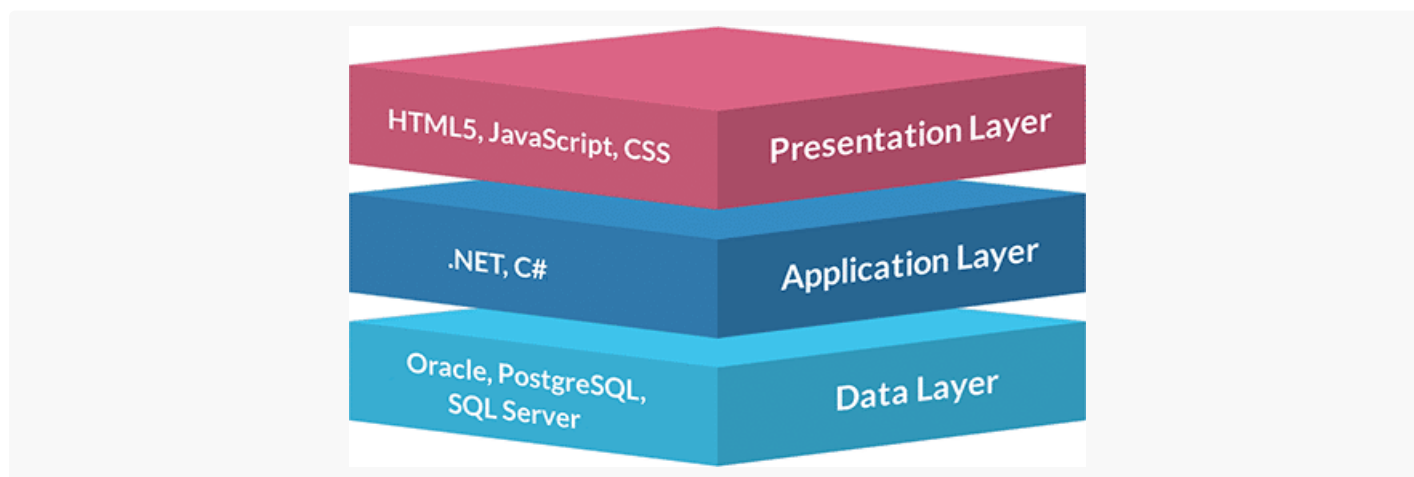 HTML5, JavaScript, CSS
Presentation Layer
.NET, C#
Application Layer
Oracle, PostgreSQL,
SQL Server
Data Layer